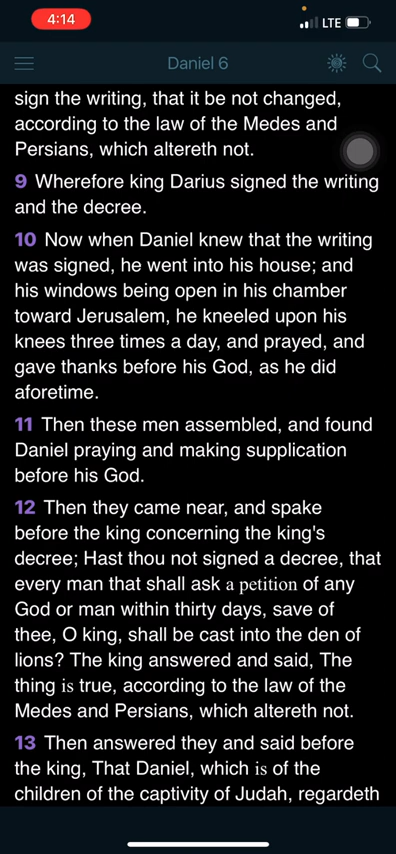 4:14
LTE
Daniel 6
sign the writing, that it be not changed,
according to the law of the Medes and
Persians, which altereth not.
9 Wherefore king Darius signed the writing
and the decree.
10 Now when Daniel knew that the writing
was signed, he went into his house; and
his windows being open in his chamber
toward Jerusalem, he kneeled upon his
knees three times a day, and prayed, and
gave thanks before his God, as he did
aforetime.
11 Then these men assembled, and found
Daniel praying and making supplication
before his God.
12 Then they came near, and spake
before the king concerning the king's
decree; Hast thou not signed a decree, that
every man that shall ask a petition of any
God or man within thirty days, save of
thee, O king, shall be cast into the den of
lions? The king answered and said, The
thing is true, according to the law of the
Medes and Persians, which altereth not.
13 Then answered they and said before
the king, That Daniel, which is of the
children of the captivity of Judah, regardeth